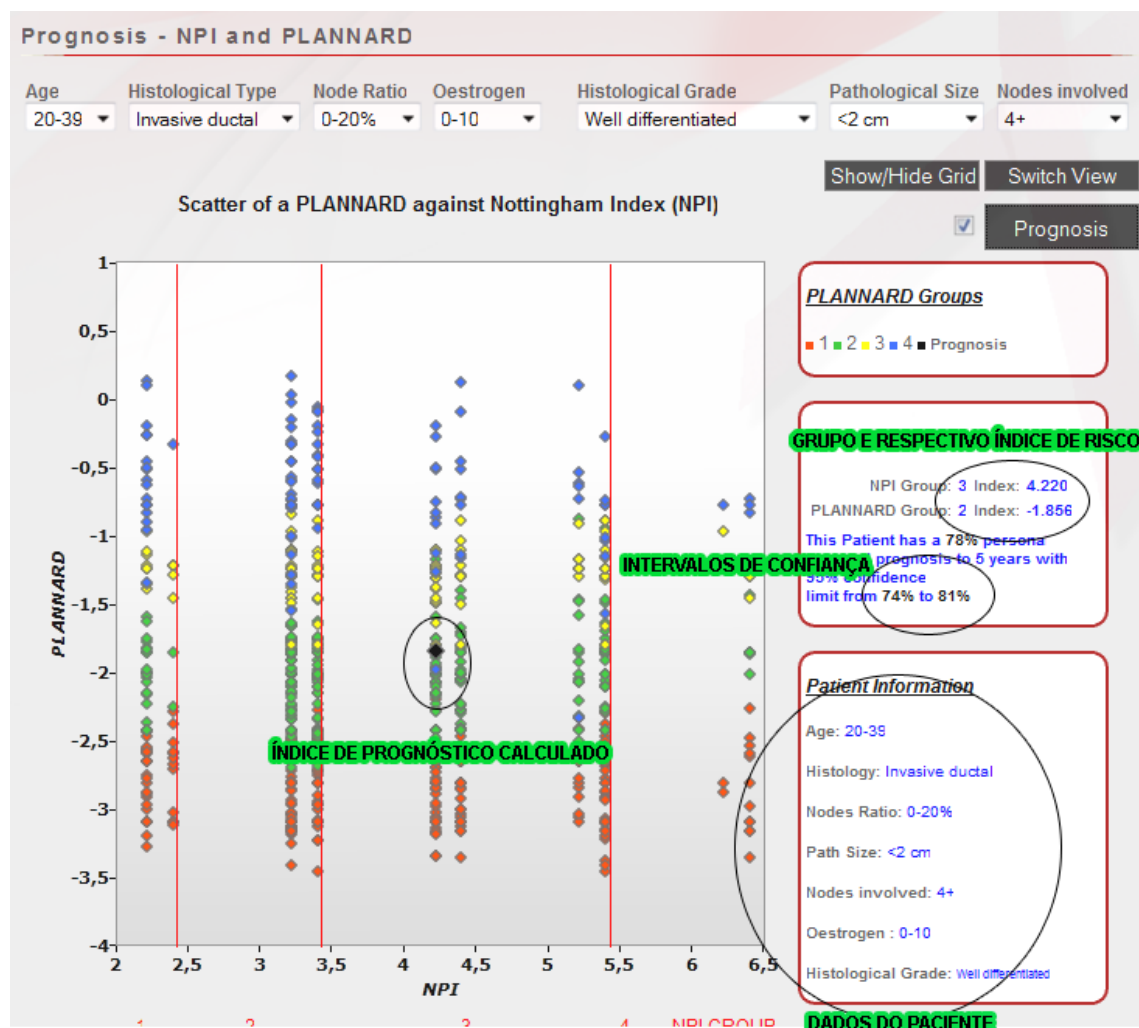 Prognosis - NPI and PLANNARD
Age Histological Type Node Ratio Oestrogen Histological Grade Pathological Size Nodes involved
20-39 Invasive ductal 0-20% 0-10 Well differentiated <2 cm 4+
Show/Hide Grid Switch View
Scatter of a PLANNARD against Nottingham Index (NPI)
Prognosis
PLANNARD Groups
1 2 3 4 Prognosis
GRUPO E RESPECTIVO ÍNDICE DE RISCO
NPI Group: 3 Index: 4.220
PLANNARD Group: 2 Index: -1.856
This Patient has a 78% persona
INTERVALOS DE CONFIANÇA
prognosis to 5 years with
95% confidence
limit from 74% to 81%
Patient Information
Age: 20-39
Histology: Invasive ductal
Nodes Ratio: 0-20%
Path Size: <2 cm
Nodes involved: 4+
Oestrogen : 0-10
Histological Grade: Well differentiated
DADOS DO PACIENTE
ÍNDICE DE PROGNÓSTICO CALCULADO
PLANNARD
1
0,5
0
-0,5
-1
-1,5
-2
-2,5
-3
-3,5
-4
2 2,5 3 3,5 4 4,5 5 5,5 6 6,5
NPI
1 2 3 4 NPI GROUP